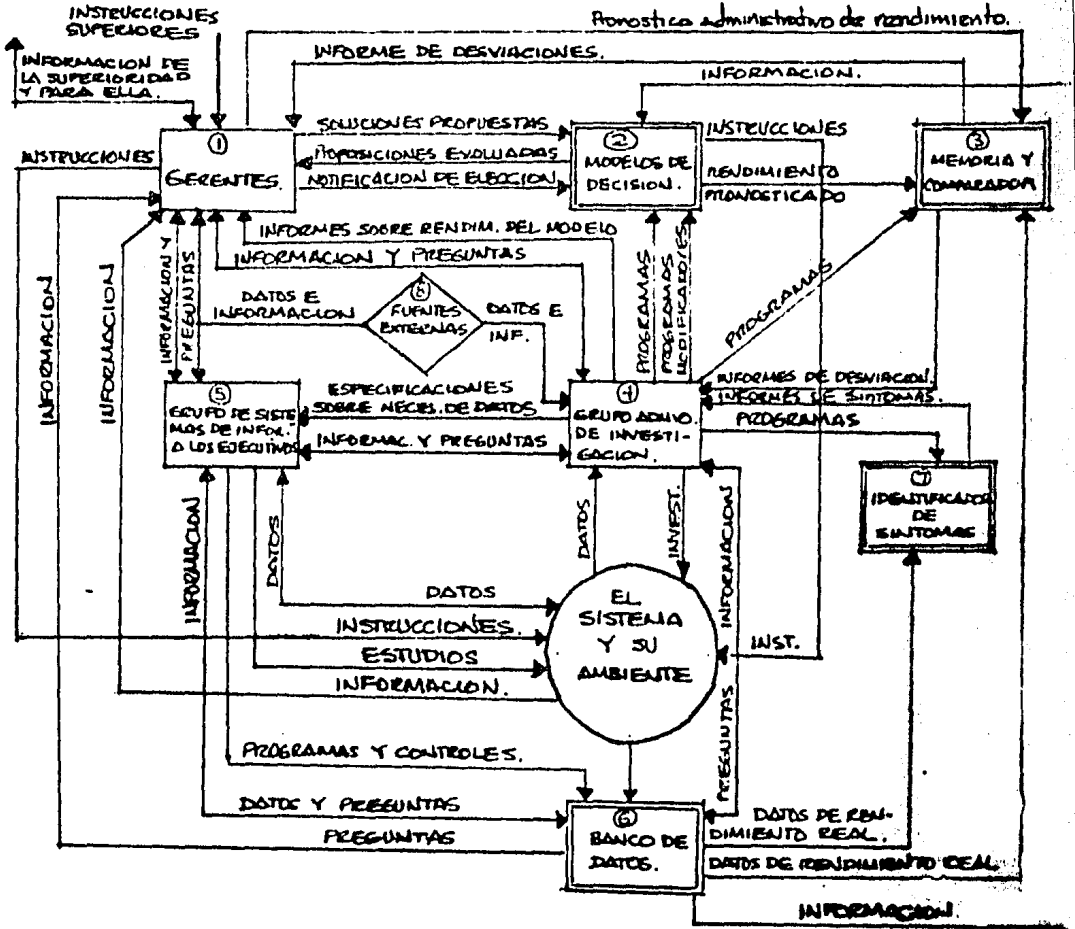 INSTRUCCIONES
SUPERIORES
Pronostico administrativo de rendimiento.
INFORMACION DE
LA SUPERIORIDAD
Y PARA ELLA.
INFORME DE DESVIACIONES.
INFORMACION.
INSTRUCCIONES
①
GERENTES.
SOLUCIONES PROPUESTAS
PROPOSICIONES EVALUADAS
NOTIFICACION DE ELECCION
②
MODELOS DE
DECISION.
INSTRUCCIONES
RENDIMIENTO
PRONOSTICADO
③
MEMORIA Y
COMPARADOR
INFORMES SOBRE RENDIM. DEL MODELO
INFORMACION Y PREGUNTAS
INFORMACION Y
PREGUNTAS
DATOS E
INFORMACION
⑧
FUENTES
EXTERNAS
DATOS E
INF.
PROGRAMAS
PROGRAMAS
MODIFICADORES
PROGRAMAS
INFORMACION
INFORMACION
⑤
GRUPO DE SISTE
MAS DE INFOR.
A LOS EJECUTIVOS
ESPECIFICACIONES
SOBRE NECES. DE DATOS
INFORMAC. Y PREGUNTAS
④
GRUPO ADMVO.
DE INVESTI-
GACION.
INFORMES DE DESVIACION
INFORMES DE SINTOMAS.
PROGRAMAS
⑦
IDENTIFICADOR
DE
SINTOMAS
INFORMACION
DATOS
DATOS
INVEST.
INFORMACION
DATOS
INSTRUCCIONES.
ESTUDIOS
INFORMACION.
EL
SISTEMA
Y SU
AMBIENTE
INST.
PREGUNTAS
PROGRAMAS Y CONTROLES.
DATOS Y PREGUNTAS
PREGUNTAS
⑥
BANCO DE
DATOS.
DATOS DE REN-
DIMIENTO REAL.
DATOS DE RENDIMIENTO REAL
INFORMACION.